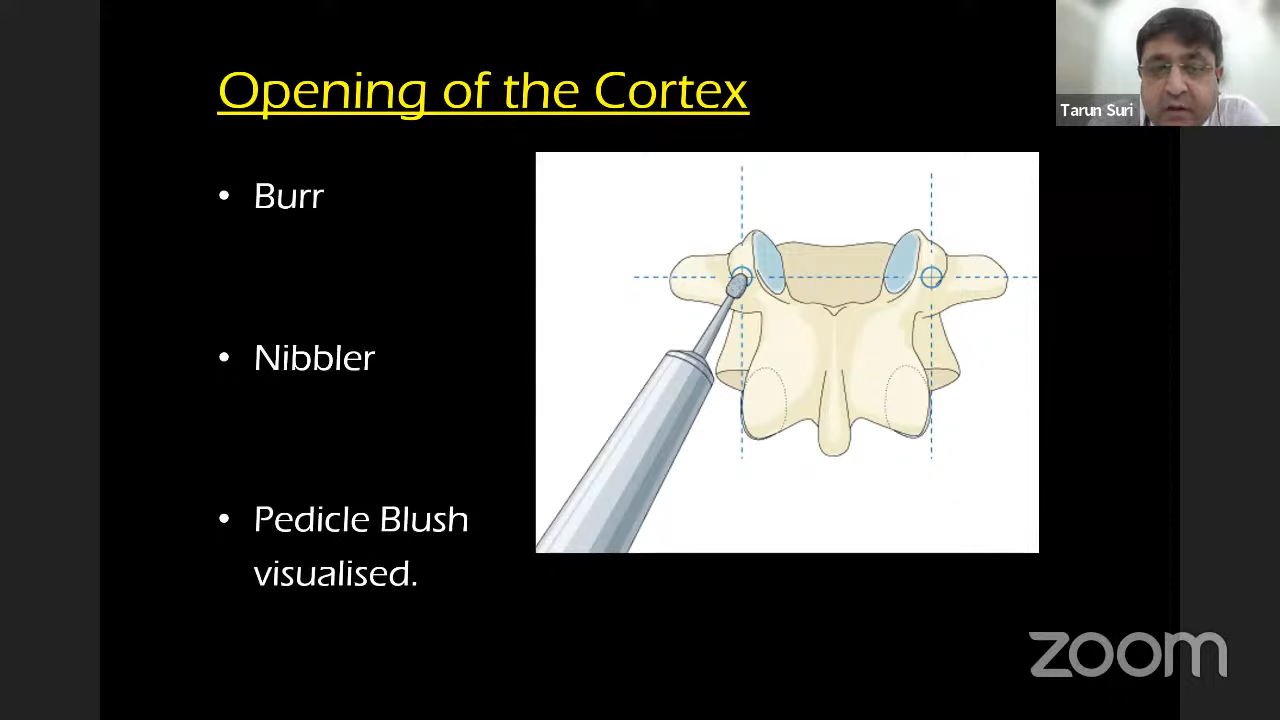 Opening of the Cortex
Tarun Suri
• Burr
• Nibbler
• Pedicle Blush
visualised.
zoom